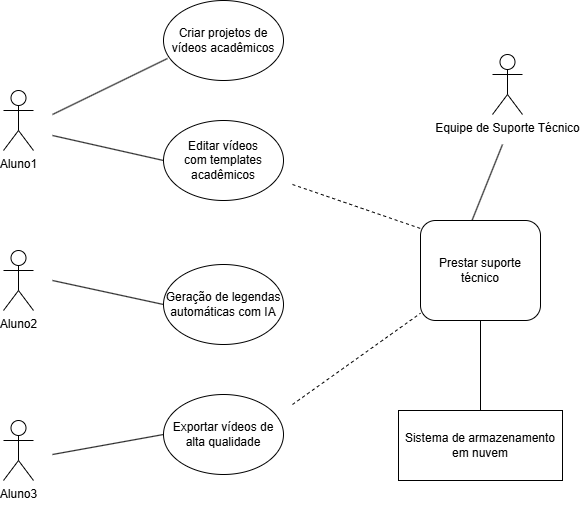 Criar projetos de
vídeos acadêmicos
Equipe de Suporte Técnico
Aluno1
Editar vídeos
com templates
acadêmicos
Prestar suporte
técnico
Geração de legendas
automáticas com IA
Aluno2
Exportar vídeos de
alta qualidade
Sistema de armazenamento
em nuvem
Aluno3